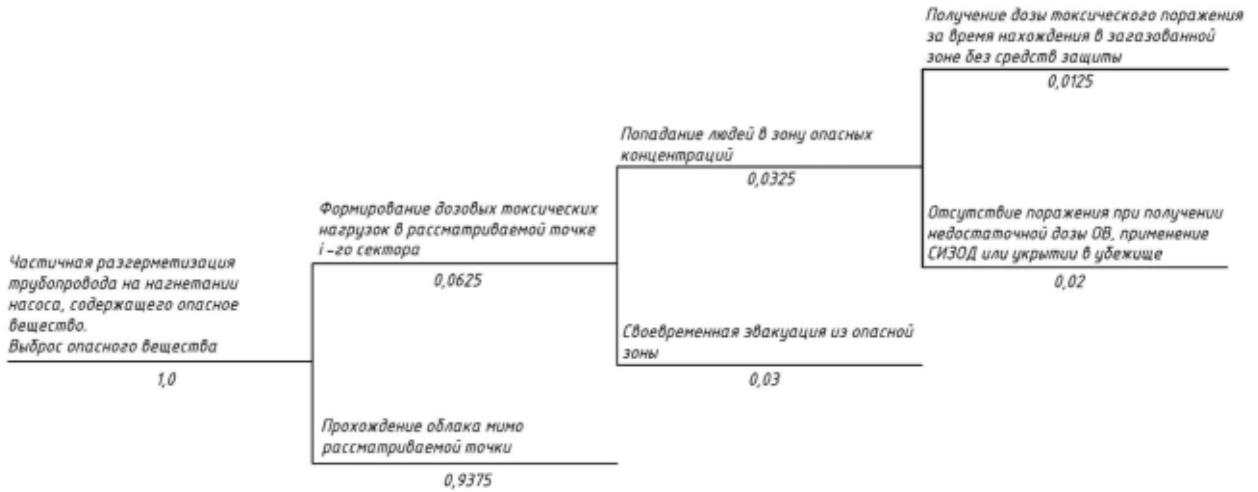 Получение дозы токсического поражения
за время нахождения в загазованной
зоне без средств защиты
0,0125
Попадание людей в зону опасных
концентраций
0,0325
Формирование дозовых токсических
нагрузок в рассматриваемой точке
i -го сектора
0,0625
Отсутствие поражения при получении
недостаточной дозы ОВ, применение
СИЗОД или укрытии в убежище
0,02
Частичная разгерметизация
трубопровода на нагнетании
насоса, содержащего опасное
вещество.
Выброс опасного вещества
1,0
Своевременная эвакуация из опасной
зоны
0,03
Прохождение облака мимо
рассматриваемой точки
0,9375